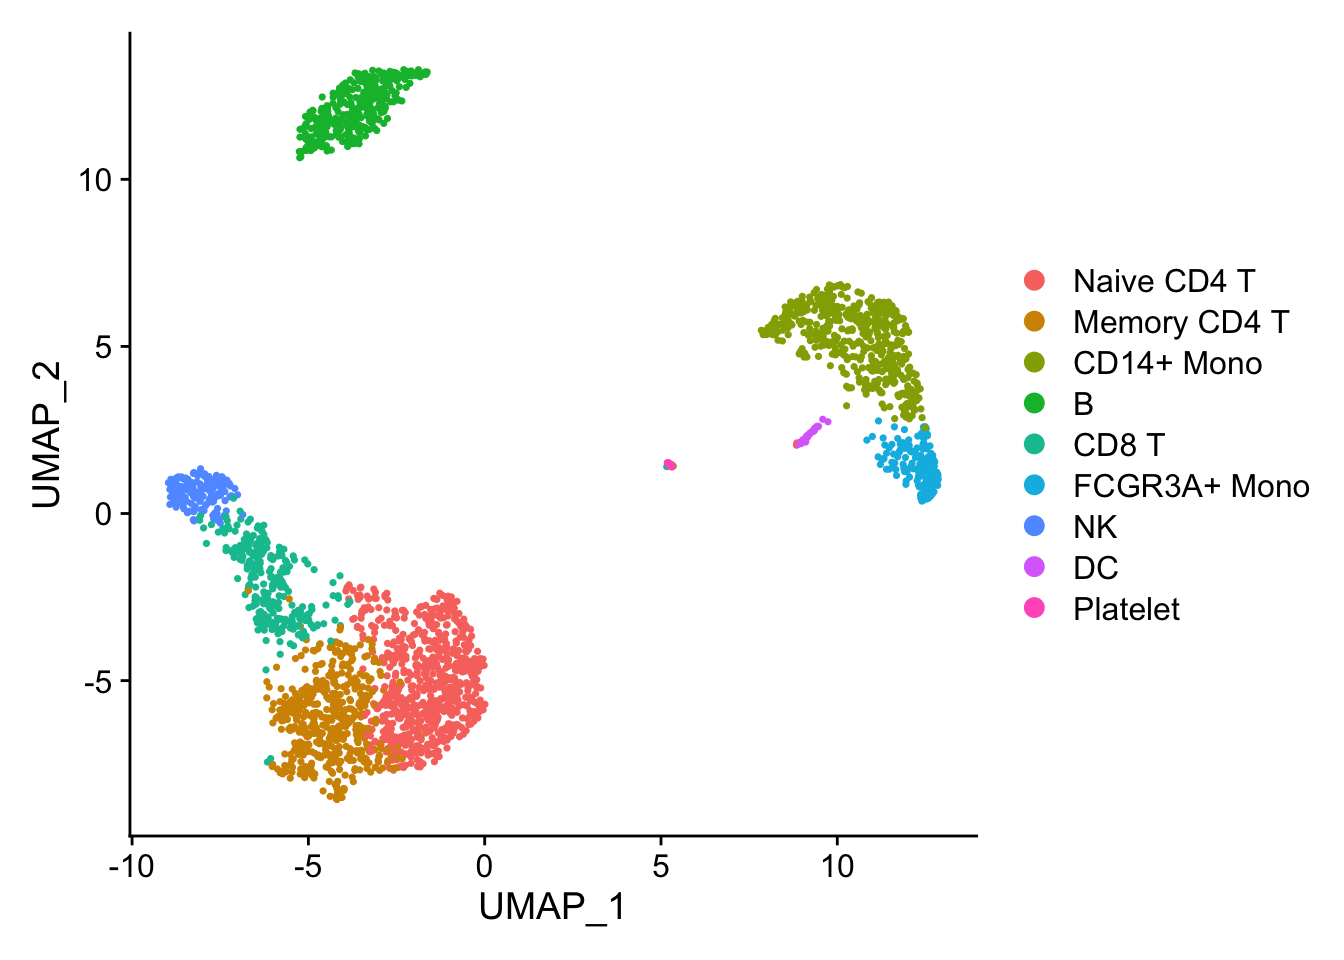 10
5
0
-5
UMAP_2
-10
-5
0
5
10
UMAP_1
Naive CD4 T
Memory CD4 T
CD14+ Mono
B
CD8 T
FCGR3A+ Mono
NK
DC
Platelet